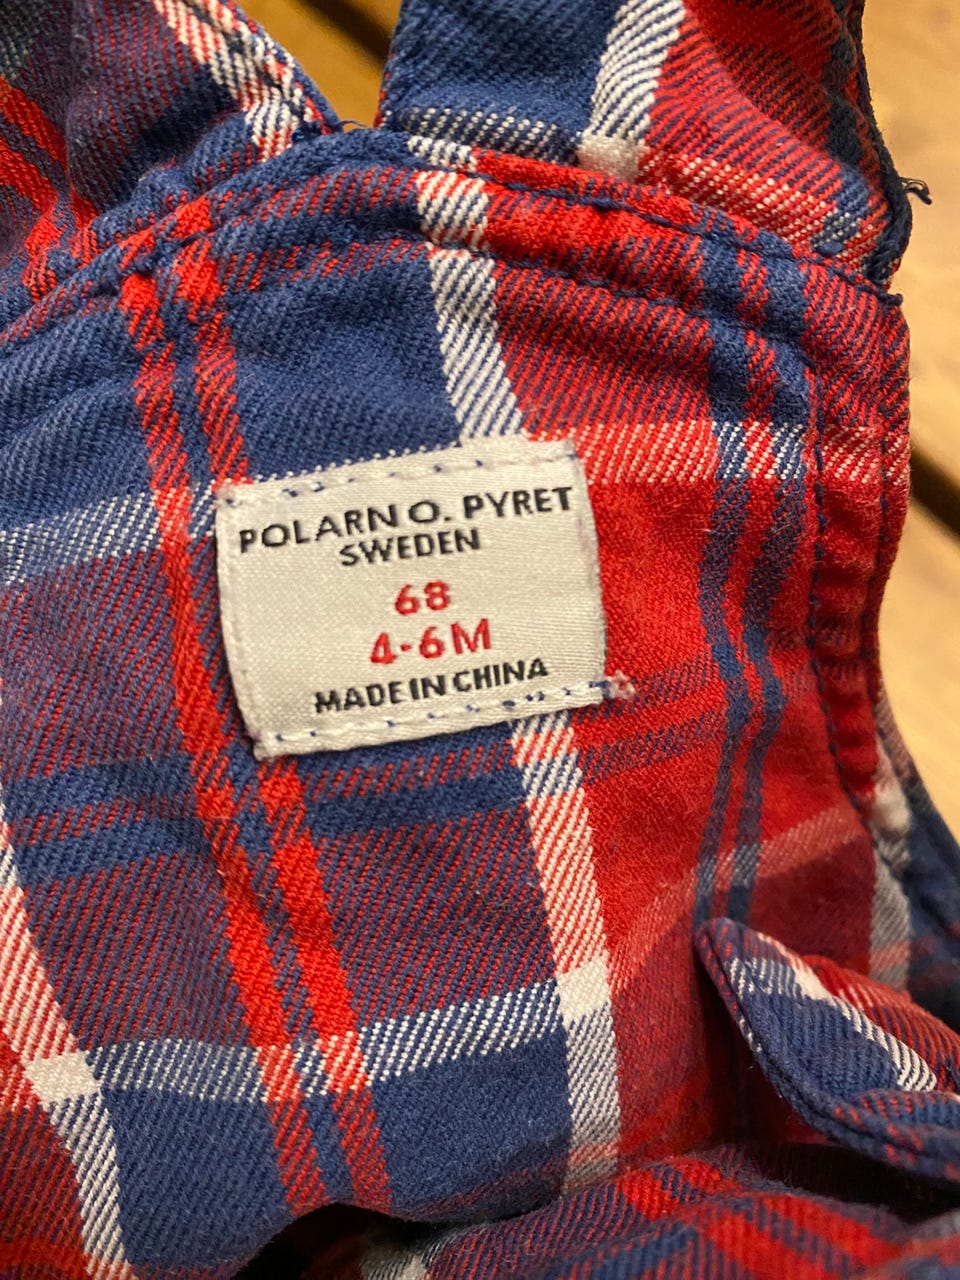 POLARN O. PYRET
SWEDEN
68
4-6M
MADE IN CHINA